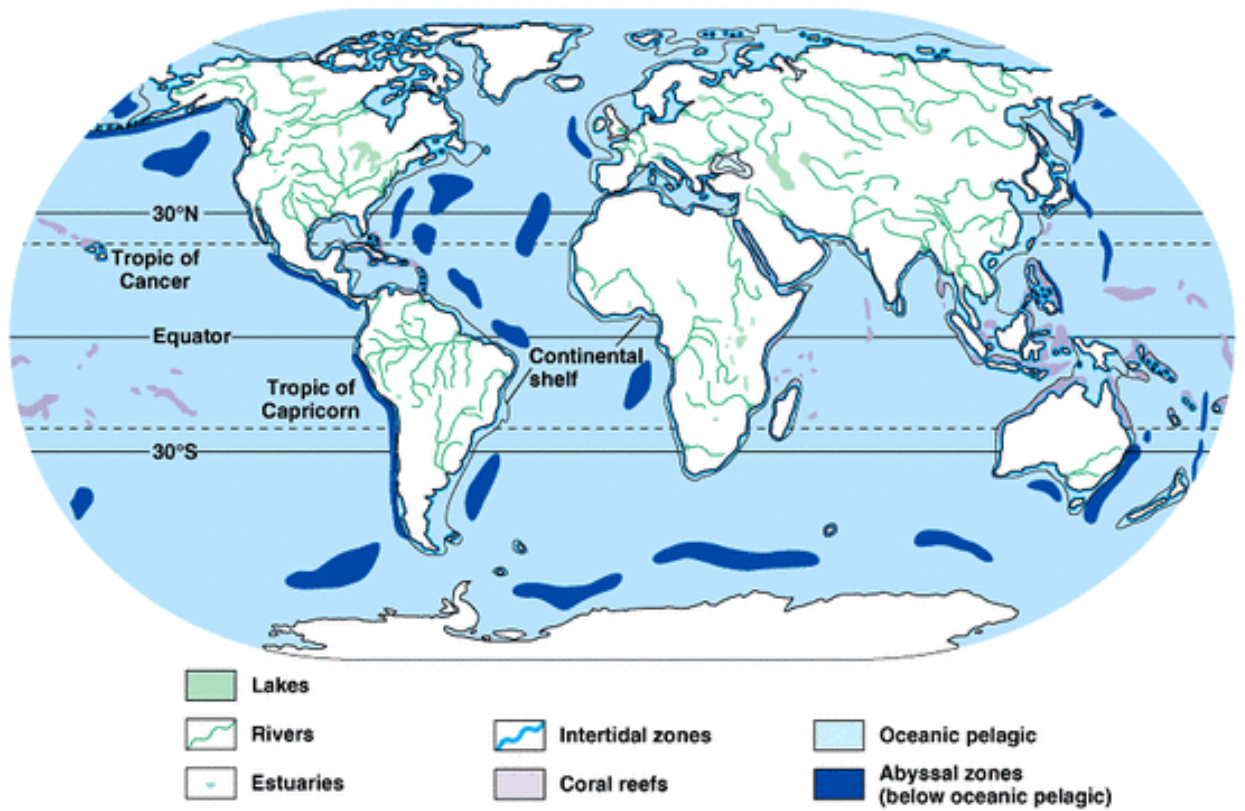 30°N
Tropic of
Cancer
Equator
Continental
shelf
Tropic of
Capricorn
30°S
Lakes
Rivers
Intertidal zones
Oceanic pelagic
Estuaries
Coral reefs
Abyssal zones
(below oceanic pelagic)